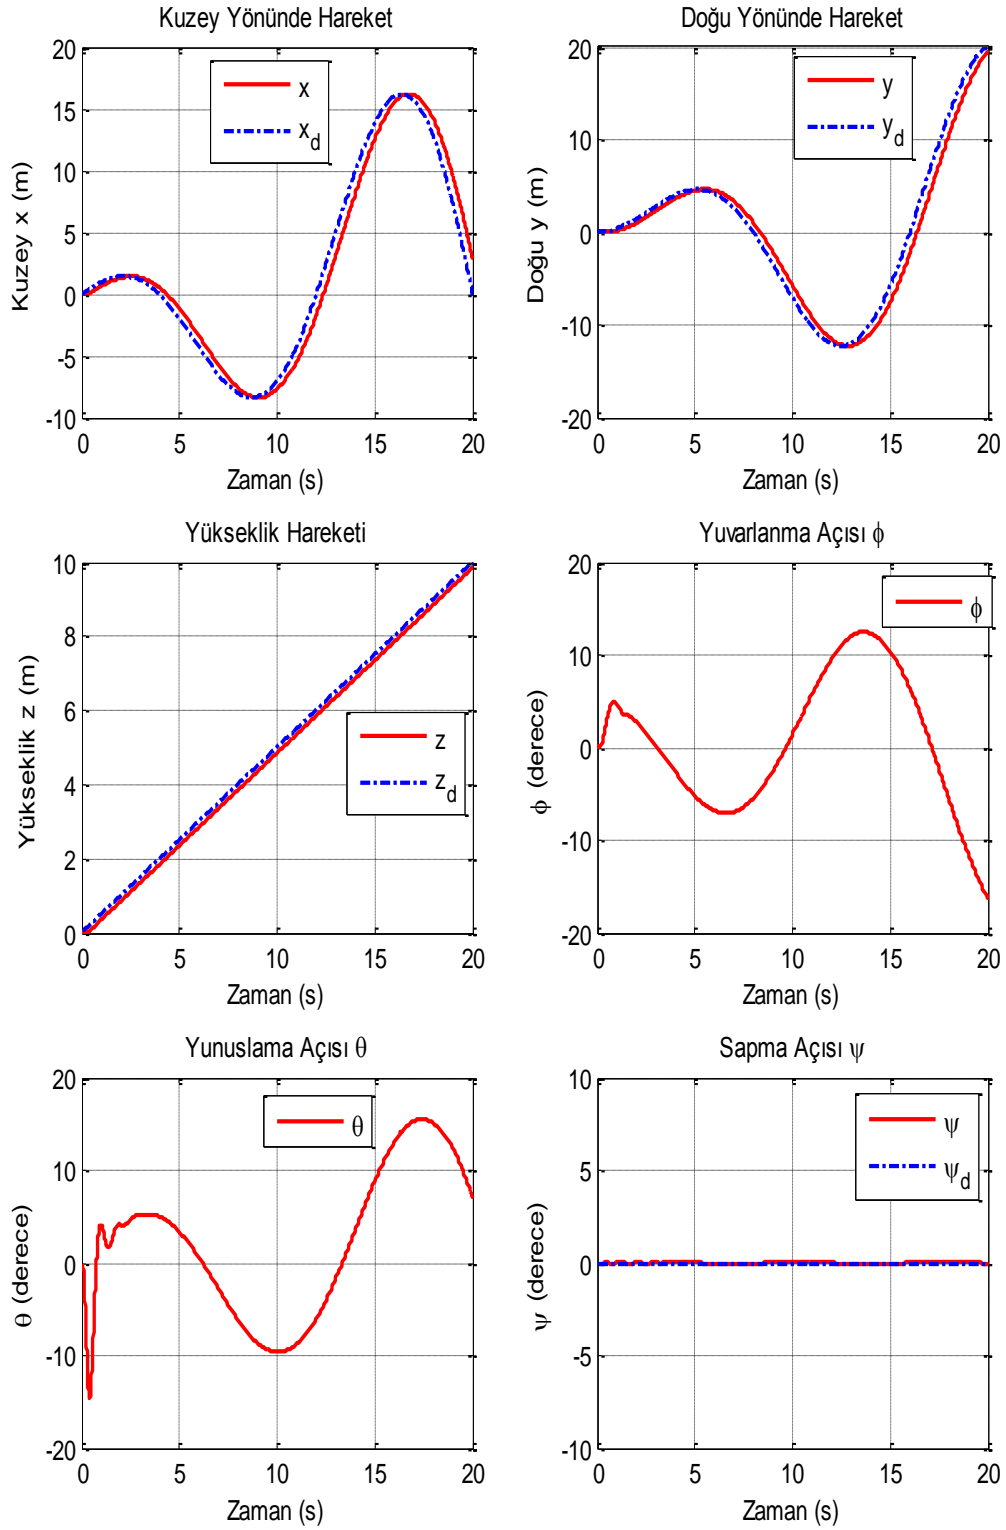 Kuzey Yönünde Hareket
20
15
10
5
0
-5
-10
Kuzey x (m)
x
x_d
0 5 10 15 20
Zaman (s)
Doğu Yönünde Hareket
20
10
0
-10
-20
Doğu y (m)
y
y_d
0 5 10 15 20
Zaman (s)
Yükseklik Hareketi
10
8
6
4
2
0
Yükseklik z (m)
z
z_d
0 5 10 15 20
Zaman (s)
Yuvarlanma Açısı ϕ
20
10
0
-10
-20
ϕ (derece)
ϕ
0 5 10 15 20
Zaman (s)
Yunuslama Açısı θ
20
10
0
-10
-20
θ (derece)
θ
0 5 10 15 20
Zaman (s)
Sapma Açısı ψ
10
5
0
-5
-10
ψ (derece)
ψ
ψ_d
0 5 10 15 20
Zaman (s)